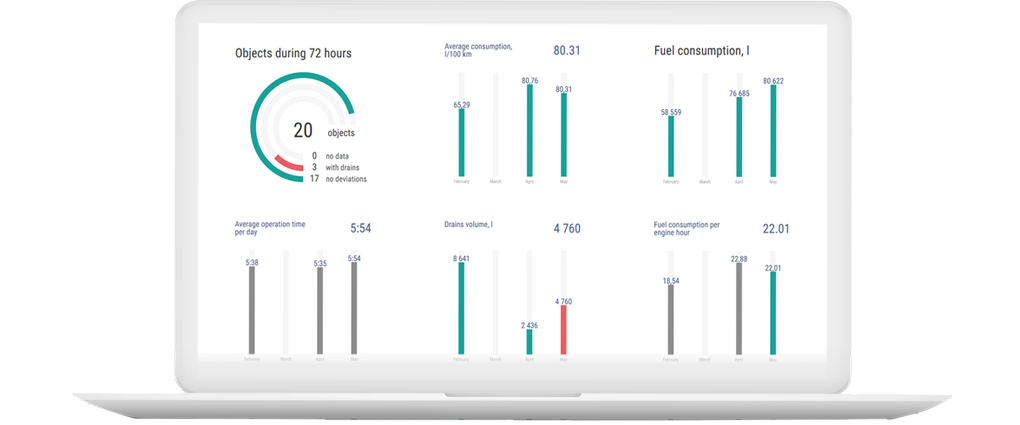 Objects during 72 hours
20 objects
0 no data
3 with drains
17 no deviations
Average consumption,
l/100 km
80.31
65,29
80,76
80,31
February
March
April
May
Fuel consumption, l
58 559
76 685
80 622
February
March
April
May
Average operation time
per day
5:54
5:38
5:35
5:54
February
March
April
May
Drains volume, l
4 760
8 641
2 436
4 760
February
March
April
May
Fuel consumption per
engine hour
22.01
18,54
22,88
22,01
February
March
April
May